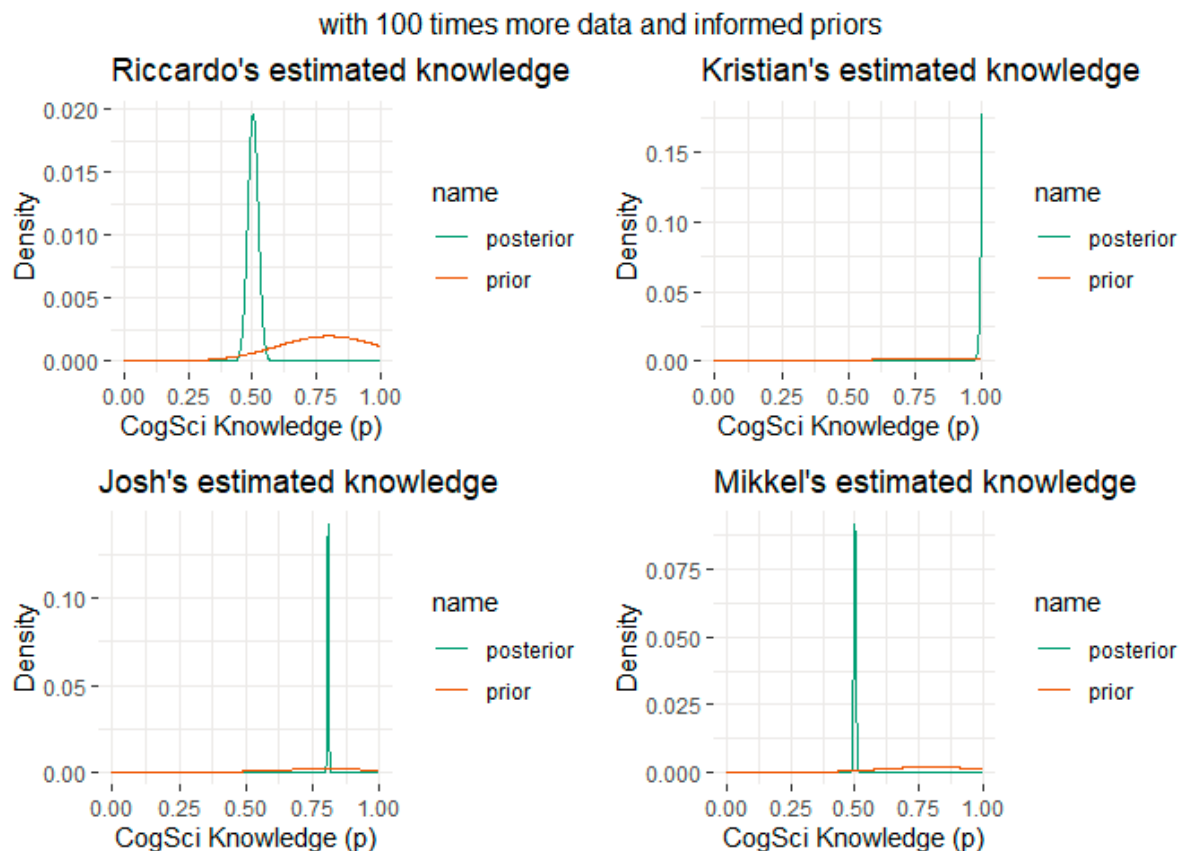 with 100 times more data and informed priors
Riccardo's estimated knowledge
0.020
0.015
0.010
0.005
0.000
Density
0.00 0.25 0.50 0.75 1.00
CogSci Knowledge (p)
name
posterior
prior
Kristian's estimated knowledge
0.15
0.10
0.05
0.00
Density
0.00 0.25 0.50 0.75 1.00
CogSci Knowledge (p)
name
posterior
prior
Josh's estimated knowledge
0.10
0.05
0.00
Density
0.00 0.25 0.50 0.75 1.00
CogSci Knowledge (p)
name
posterior
prior
Mikkel's estimated knowledge
0.075
0.050
0.025
0.000
Density
0.00 0.25 0.50 0.75 1.00
CogSci Knowledge (p)
name
posterior
prior